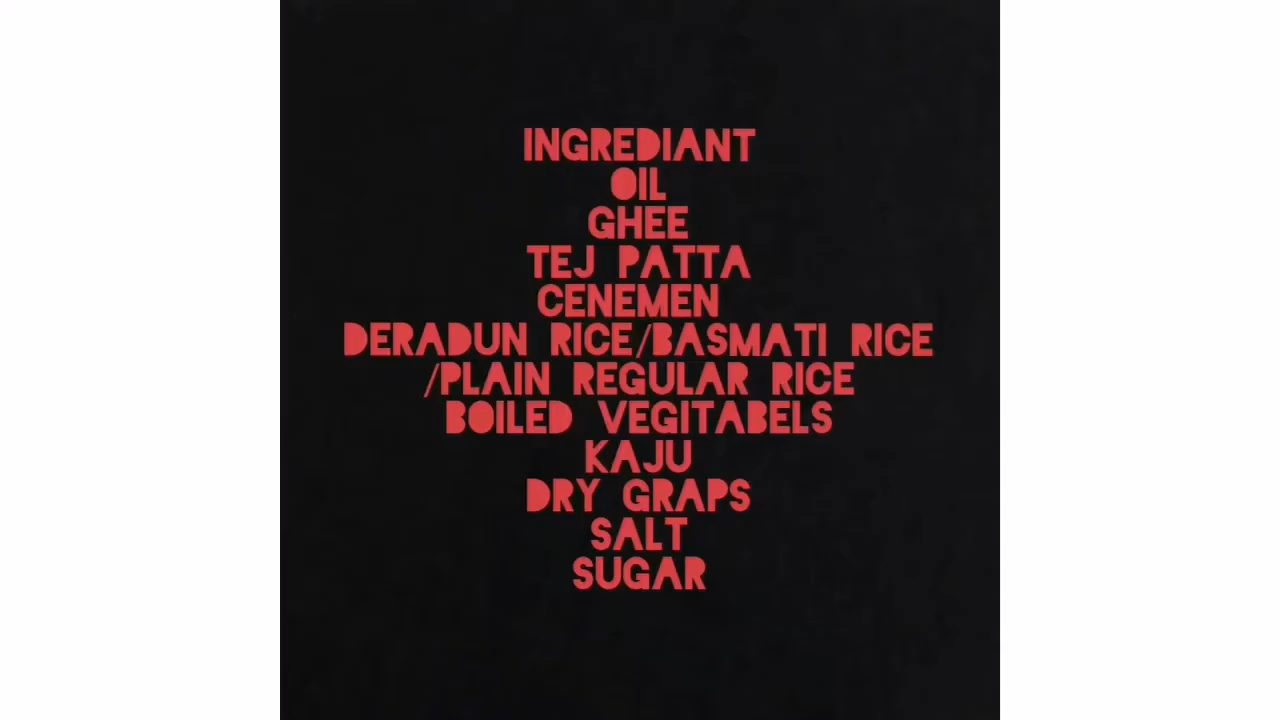 INGREDIANT
OIL
GHEE
TEJ PATTA
CENEMEN
DERADUN RICE/BASMATI RICE
/PLAIN REGULAR RICE
BOILED VEGITABELS
KAJU
DRY GRAPS
SALT
SUGAR